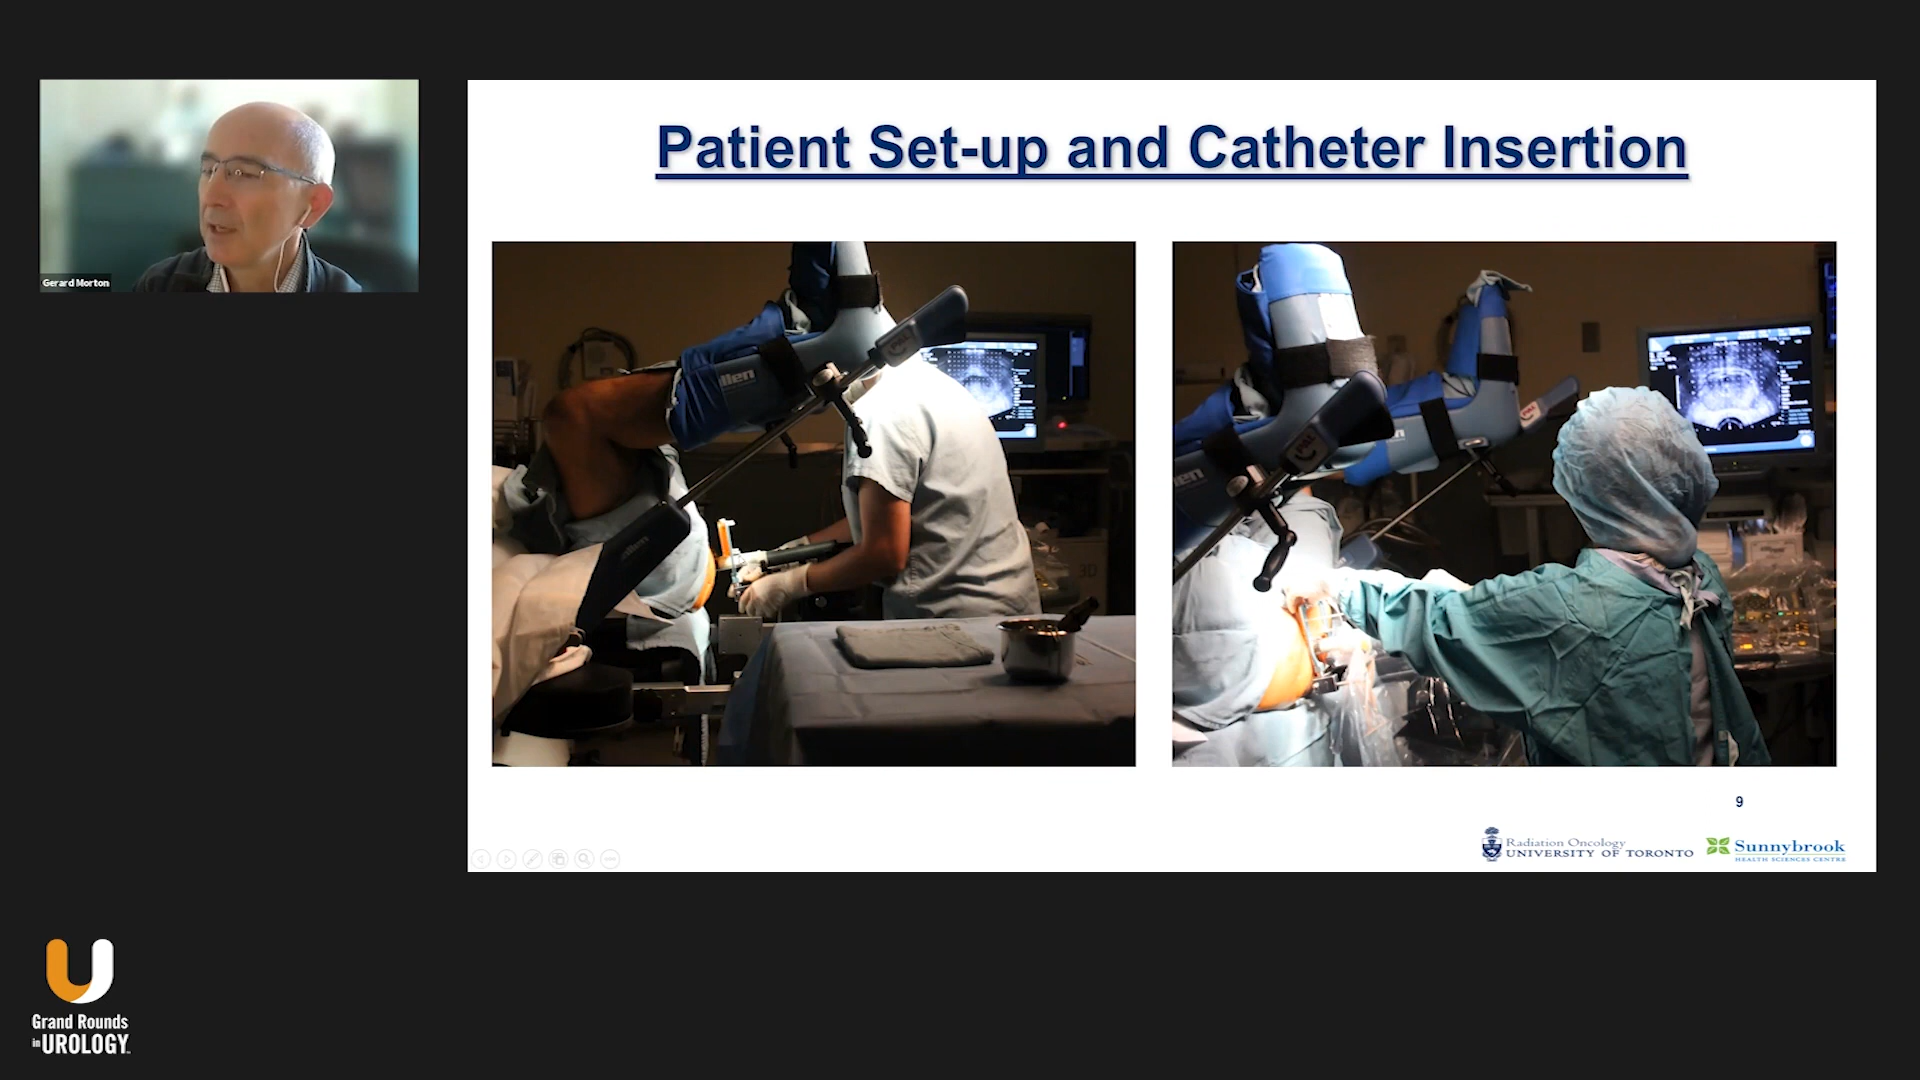 Patient Set-up and Catheter Insertion
Gerard Morton
9
Radiation Oncology
UNIVERSITY OF TORONTO
Sunnybrook
HEALTH SCIENCES CENTRE
Grand Rounds
in UROLOGY